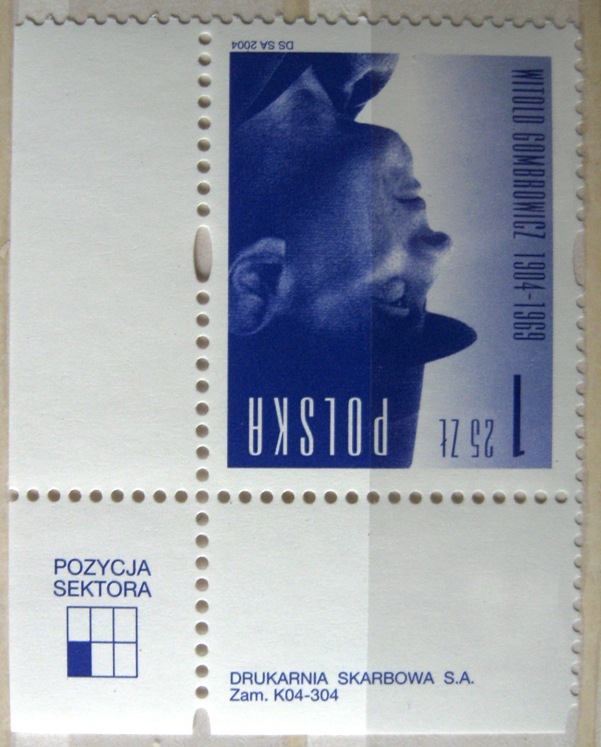 DS SA 2004
WITOLD GOMBROWICZ 1904-1969
POLSKA
1 25 ZŁ
POZYCJA
SEKTORA
DRUKARNIA SKARBOWA S.A.
Zam. K04-304